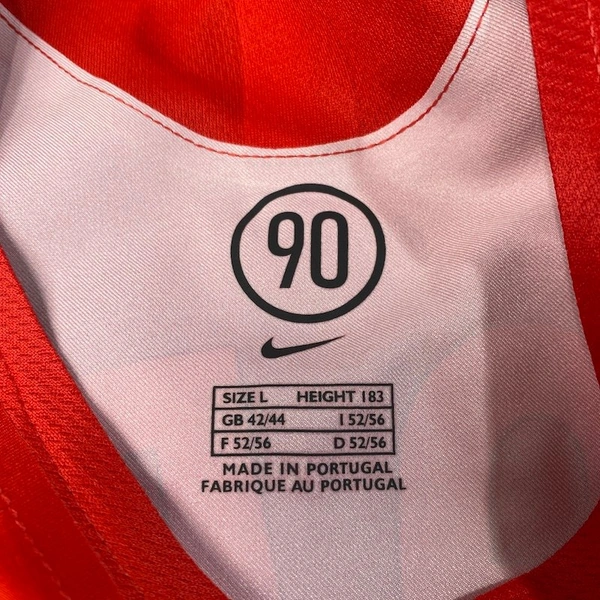 90
SIZE L HEIGHT 183
GB 42/44 I 52/56
F 52/56 D 52/56
MADE IN PORTUGAL
FABRIQUE AU PORTUGAL